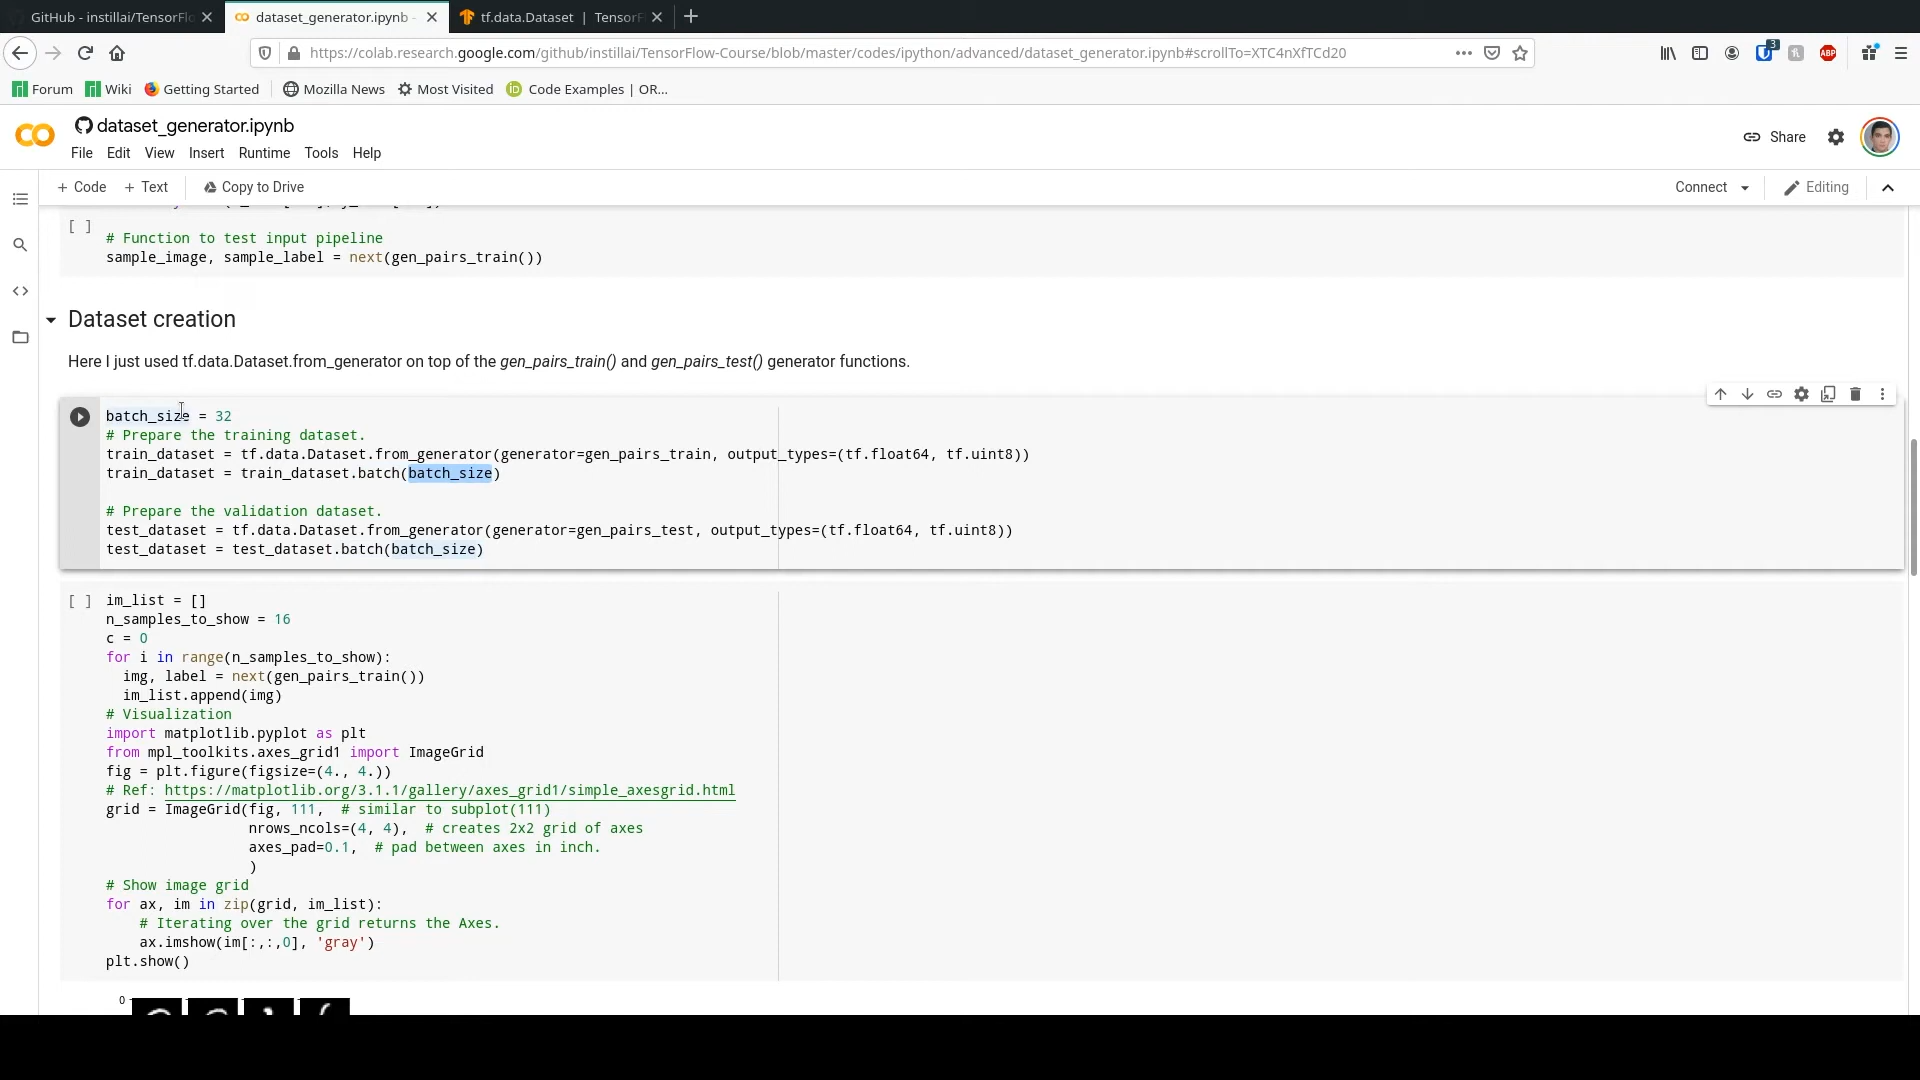 GitHub - instillai/TensorFlo
dataset_generator.ipynb -
tf.data.Dataset | TensorF
https://colab.research.google.com/github/instillai/TensorFlow-Course/blob/master/codes/ipython/advanced/dataset_generator.ipynb#scrollTo=XTC4nXfTCd20
3
ABP
Forum
Wiki
Getting Started
Mozilla News
Most Visited
Code Examples | OR...
dataset_generator.ipynb
Share
File Edit View Insert Runtime Tools Help
+ Code + Text Copy to Drive
Connect
Editing
[ ]
# Function to test input pipeline
sample_image, sample_label = next(gen_pairs_train())
Dataset creation
Here I just used tf.data.Dataset.from_generator on top of the gen_pairs_train() and gen_pairs_test() generator functions.
batch_size = 32
# Prepare the training dataset.
train_dataset = tf.data.Dataset.from_generator(generator=gen_pairs_train, output_types=(tf.float64, tf.uint8))
train_dataset = train_dataset.batch(batch_size)
# Prepare the validation dataset.
test_dataset = tf.data.Dataset.from_generator(generator=gen_pairs_test, output_types=(tf.float64, tf.uint8))
test_dataset = test_dataset.batch(batch_size)
[ ] im_list = []
n_samples_to_show = 16
c = 0
for i in range(n_samples_to_show):
  img, label = next(gen_pairs_train())
  im_list.append(img)
# Visualization
import matplotlib.pyplot as plt
from mpl_toolkits.axes_grid1 import ImageGrid
fig = plt.figure(figsize=(4., 4.))
# Ref: https://matplotlib.org/3.1.1/gallery/axes_grid1/simple_axesgrid.html
grid = ImageGrid(fig, 111,  # similar to subplot(111)
                 nrows_ncols=(4, 4),  # creates 2x2 grid of axes
                 axes_pad=0.1,  # pad between axes in inch.
                 )
# Show image grid
for ax, im in zip(grid, im_list):
    # Iterating over the grid returns the Axes.
    ax.imshow(im[:,:,0], 'gray')
plt.show()
0